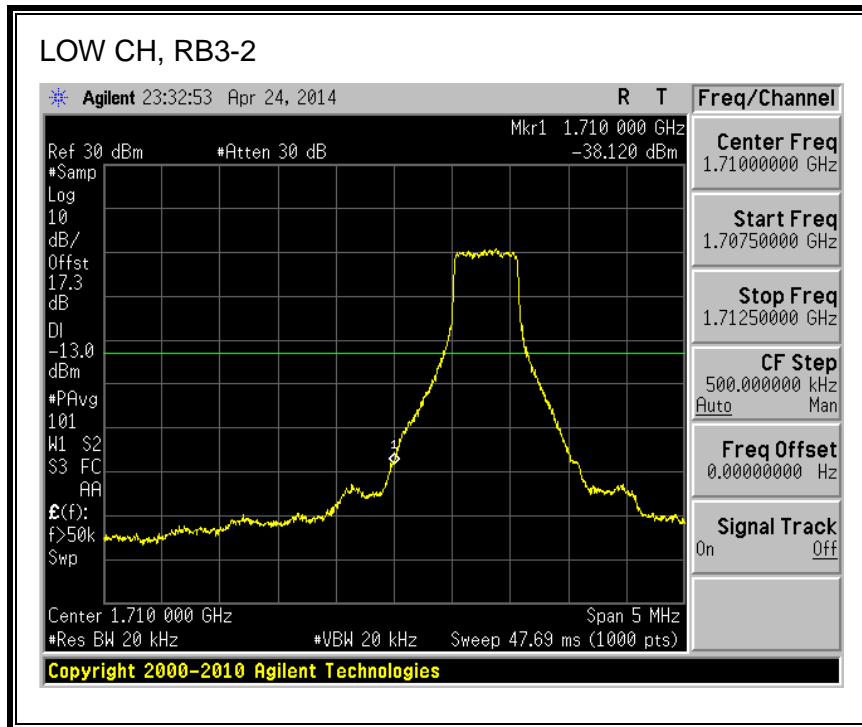 LOW CH, RB3-2
Agilent 23:32:53 Apr 24, 2014 R T
Mkr1 1.710 000 GHz
Ref 30 dBm #Atten 30 dB -38.120 dBm
#Samp
Log
10
dB/
Offst
17.3
dB
DI
-13.0
dBm
#PAvg
101
W1 S2
S3 FC
AA
£(f):
f>50k
Swp
1
Center 1.710 000 GHz Span 5 MHz
#Res BW 20 kHz #VBW 20 kHz Sweep 47.69 ms (1000 pts)
Copyright 2000-2010 Agilent Technologies
Freq/Channel
Center Freq
1.71000000 GHz
Start Freq
1.70750000 GHz
Stop Freq
1.71250000 GHz
CF Step
500.000000 kHz
Auto Man
Freq Offset
0.00000000 Hz
Signal Track
On Off